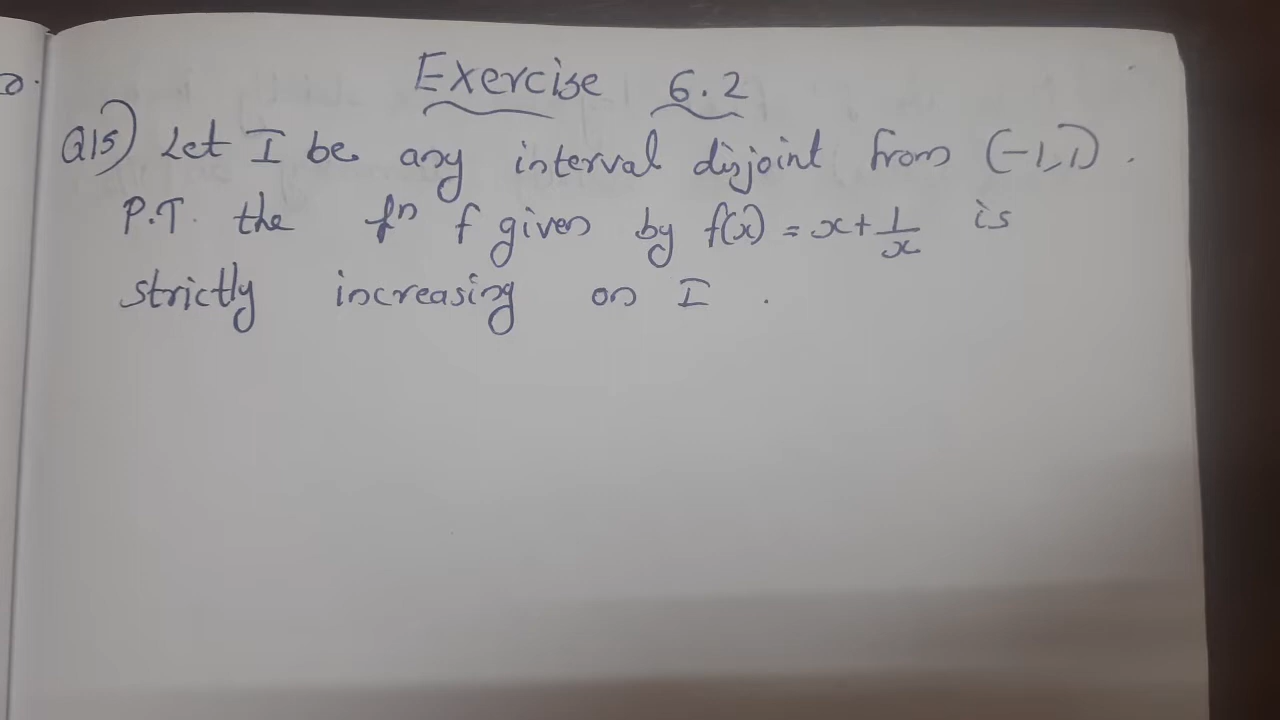 Exercise 6.2
Q15) Let I be any interval disjoint from (-1,1).
P.T. the fⁿ f given by f(x) = x + 1/x is
strictly increasing on I.